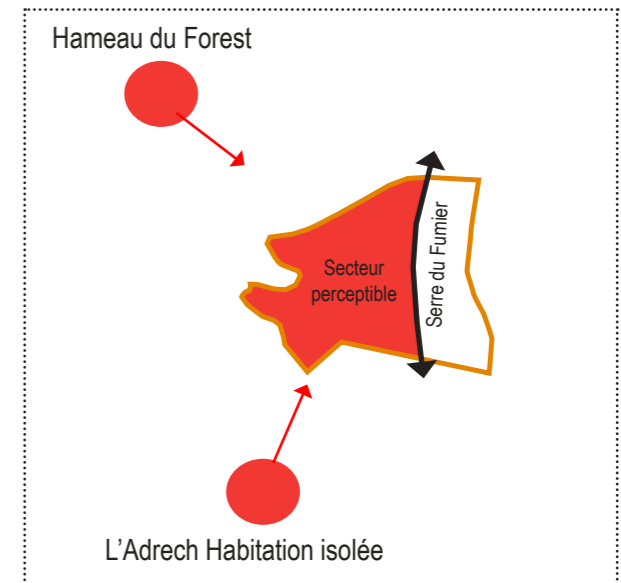 Hameau du Forest
Secteur
perceptible
Serre du Fumier
L'Adrech Habitation isolée